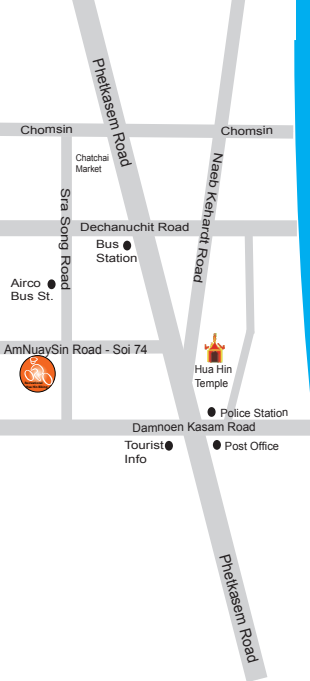 Phetkasem Road
Chomsin
Chomsin
Chatchai
Market
Naeb Kehardt Road
Sra Song Road
Dechanuchit Road
Bus
Station
Airco
Bus St.
AmNuaySin Road - Soi 74
Hua Hin
Temple
Police Station
Damnoen Kasam Road
Tourist
Info
Post Office
Phetkasem Road